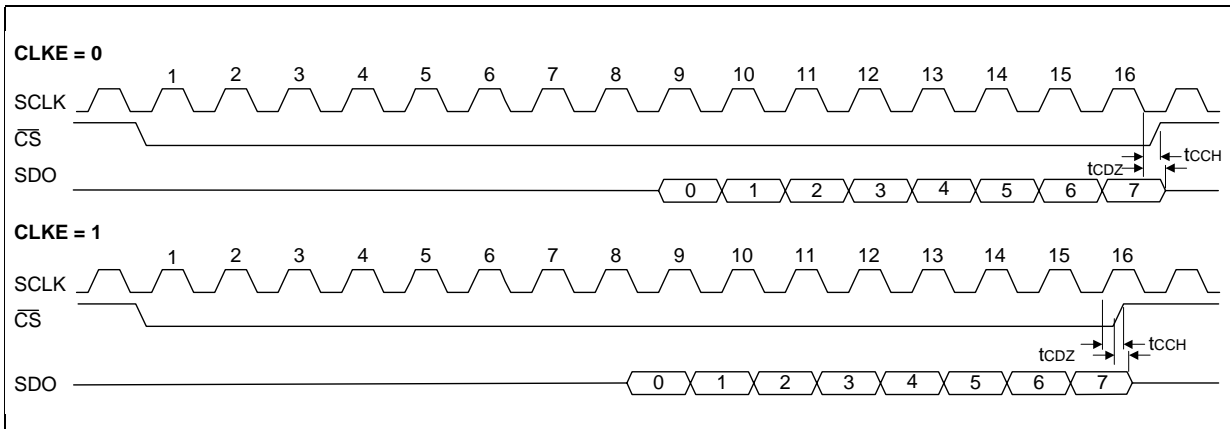 CLKE = 0
1 2 3 4 5 6 7 8 9 10 11 12 13 14 15 16
SCLK
CS
tCCH
SDO
tCDZ
0 1 2 3 4 5 6 7
CLKE = 1
1 2 3 4 5 6 7 8 9 10 11 12 13 14 15 16
SCLK
CS
tCDZ tCCH
SDO
0 1 2 3 4 5 6 7